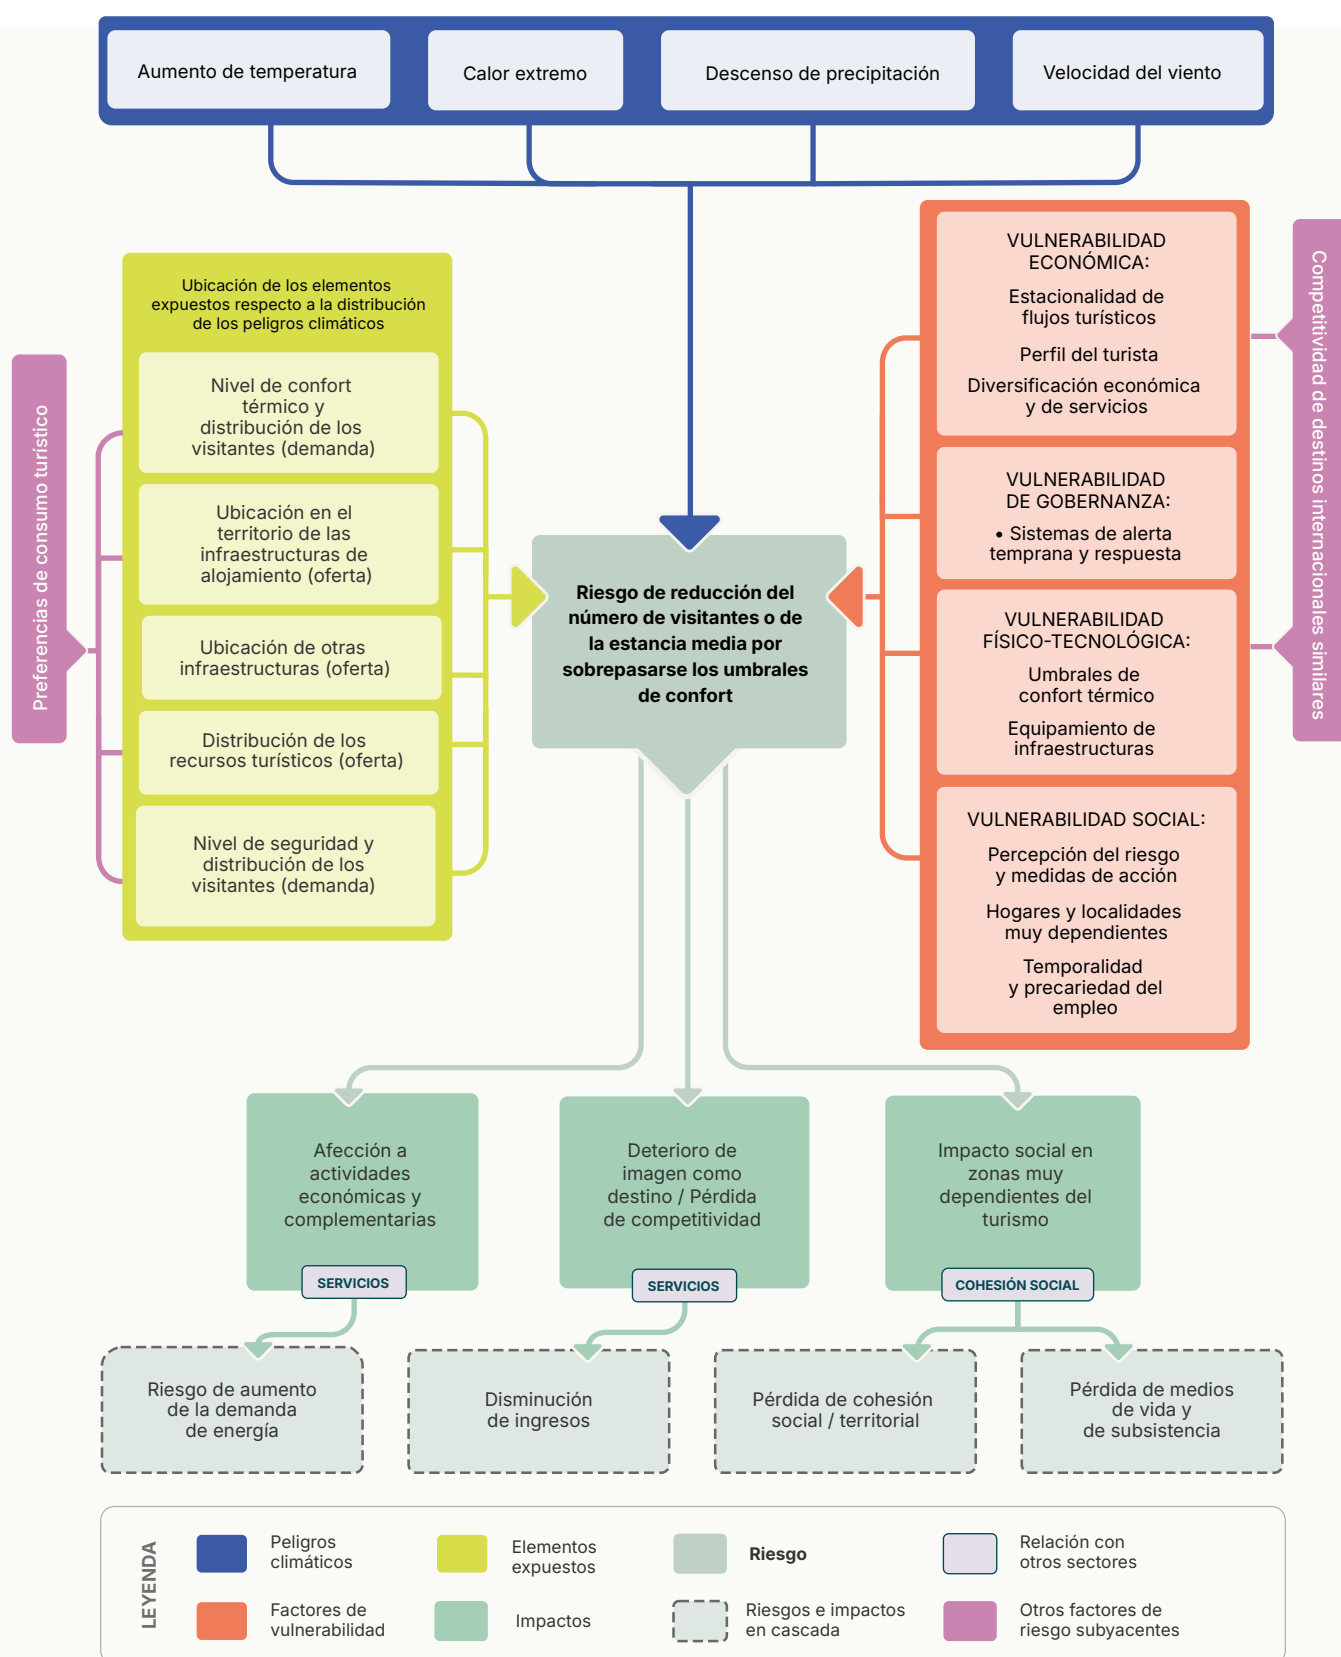 Aumento de temperatura
Calor extremo
Descenso de precipitación
Velocidad del viento
Preferencias de consumo turístico
Ubicación de los elementos
expuestos respecto a la distribución
de los peligros climáticos
Nivel de confort
térmico y
distribución de los
visitantes (demanda)
Ubicación en el
territorio de las
infraestructuras de
alojamiento (oferta)
Ubicación de otras
infraestructuras (oferta)
Distribución de los
recursos turísticos (oferta)
Nivel de seguridad y
distribución de los
visitantes (demanda)
Riesgo de reducción del
número de visitantes o de
la estancia media por
sobrepasarse los umbrales
de confort
VULNERABILIDAD
ECONÓMICA:
Estacionalidad de
flujos turísticos
Perfil del turista
Diversificación económica
y de servicios
VULNERABILIDAD
DE GOBERNANZA:
• Sistemas de alerta
temprana y respuesta
VULNERABILIDAD
FÍSICO-TECNOLÓGICA:
Umbrales de
confort térmico
Equipamiento de
infraestructuras
VULNERABILIDAD SOCIAL:
Percepción del riesgo
y medidas de acción
Hogares y localidades
muy dependientes
Temporalidad
y precariedad del
empleo
Competitividad de destinos internacionales similares
Afección a
actividades
económicas y
complementarias
SERVICIOS
Deterioro de
imagen como
destino / Pérdida
de competitividad
SERVICIOS
Impacto social en
zonas muy
dependientes del
turismo
COHESIÓN SOCIAL
Riesgo de aumento
de la demanda
de energía
Disminución
de ingresos
Pérdida de cohesión
social / territorial
Pérdida de medios
de vida y
de subsistencia
LEYENDA
Peligros
climáticos
Elementos
expuestos
Riesgo
Relación con
otros sectores
Factores de
vulnerabilidad
Impactos
Riesgos e impactos
en cascada
Otros factores de
riesgo subyacentes